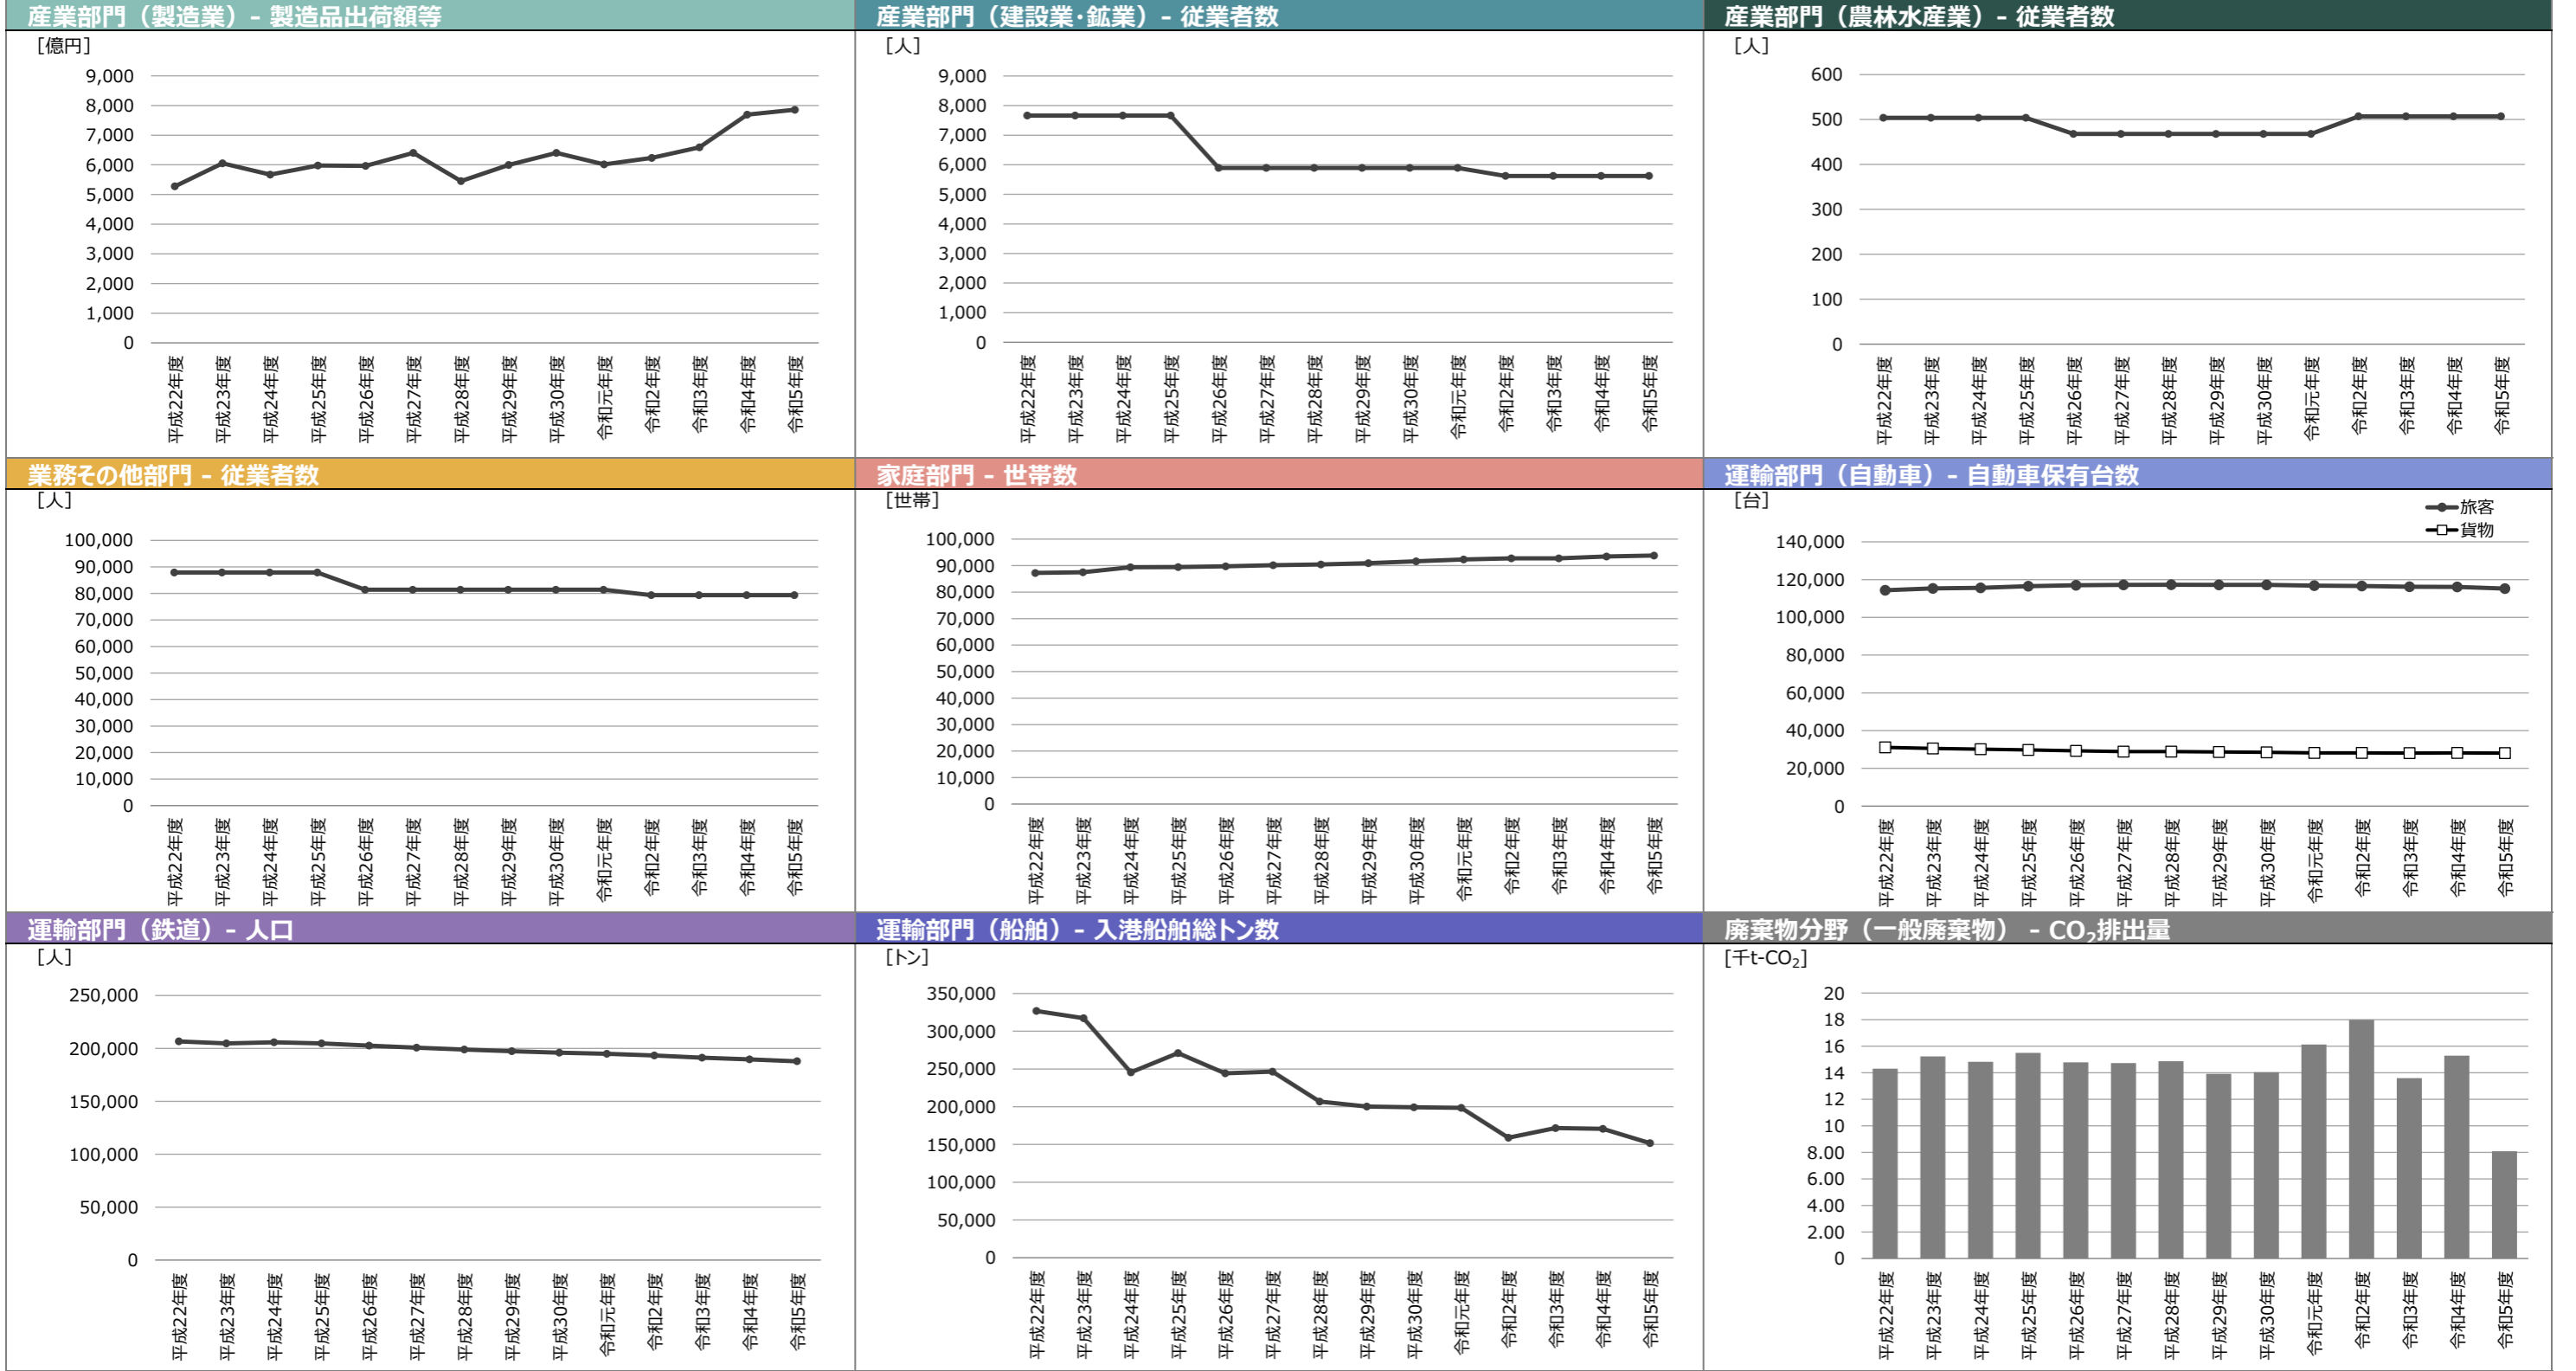 産業部門（製造業）- 製造品出荷額等
[億円]
9,000
8,000
7,000
6,000
5,000
4,000
3,000
2,000
1,000
0
平成22年度 平成23年度 平成24年度 平成25年度 平成26年度 平成27年度 平成28年度 平成29年度 平成30年度 令和元年度 令和2年度 令和3年度 令和4年度 令和5年度
産業部門（建設業・鉱業）- 従業者数
[人]
9,000
8,000
7,000
6,000
5,000
4,000
3,000
2,000
1,000
0
平成22年度 平成23年度 平成24年度 平成25年度 平成26年度 平成27年度 平成28年度 平成29年度 平成30年度 令和元年度 令和2年度 令和3年度 令和4年度 令和5年度
産業部門（農林水産業）- 従業者数
[人]
600
500
400
300
200
100
0
平成22年度 平成23年度 平成24年度 平成25年度 平成26年度 平成27年度 平成28年度 平成29年度 平成30年度 令和元年度 令和2年度 令和3年度 令和4年度 令和5年度
業務その他部門 - 従業者数
[人]
100,000
90,000
80,000
70,000
60,000
50,000
40,000
30,000
20,000
10,000
0
平成22年度 平成23年度 平成24年度 平成25年度 平成26年度 平成27年度 平成28年度 平成29年度 平成30年度 令和元年度 令和2年度 令和3年度 令和4年度 令和5年度
家庭部門 - 世帯数
[世帯]
100,000
90,000
80,000
70,000
60,000
50,000
40,000
30,000
20,000
10,000
0
平成22年度 平成23年度 平成24年度 平成25年度 平成26年度 平成27年度 平成28年度 平成29年度 平成30年度 令和元年度 令和2年度 令和3年度 令和4年度 令和5年度
運輸部門（自動車）- 自動車保有台数
[台]
旅客
貨物
140,000
120,000
100,000
80,000
60,000
40,000
20,000
0
平成22年度 平成23年度 平成24年度 平成25年度 平成26年度 平成27年度 平成28年度 平成29年度 平成30年度 令和元年度 令和2年度 令和3年度 令和4年度 令和5年度
運輸部門（鉄道）- 人口
[人]
250,000
200,000
150,000
100,000
50,000
0
平成22年度 平成23年度 平成24年度 平成25年度 平成26年度 平成27年度 平成28年度 平成29年度 平成30年度 令和元年度 令和2年度 令和3年度 令和4年度 令和5年度
運輸部門（船舶）- 入港船舶総トン数
[トン]
350,000
300,000
250,000
200,000
150,000
100,000
50,000
0
平成22年度 平成23年度 平成24年度 平成25年度 平成26年度 平成27年度 平成28年度 平成29年度 平成30年度 令和元年度 令和2年度 令和3年度 令和4年度 令和5年度
廃棄物分野（一般廃棄物） - CO₂排出量
[千t-CO₂]
20
18
16
14
12
10
8.00
6.00
4.00
2.00
0
平成22年度 平成23年度 平成24年度 平成25年度 平成26年度 平成27年度 平成28年度 平成29年度 平成30年度 令和元年度 令和2年度 令和3年度 令和4年度 令和5年度